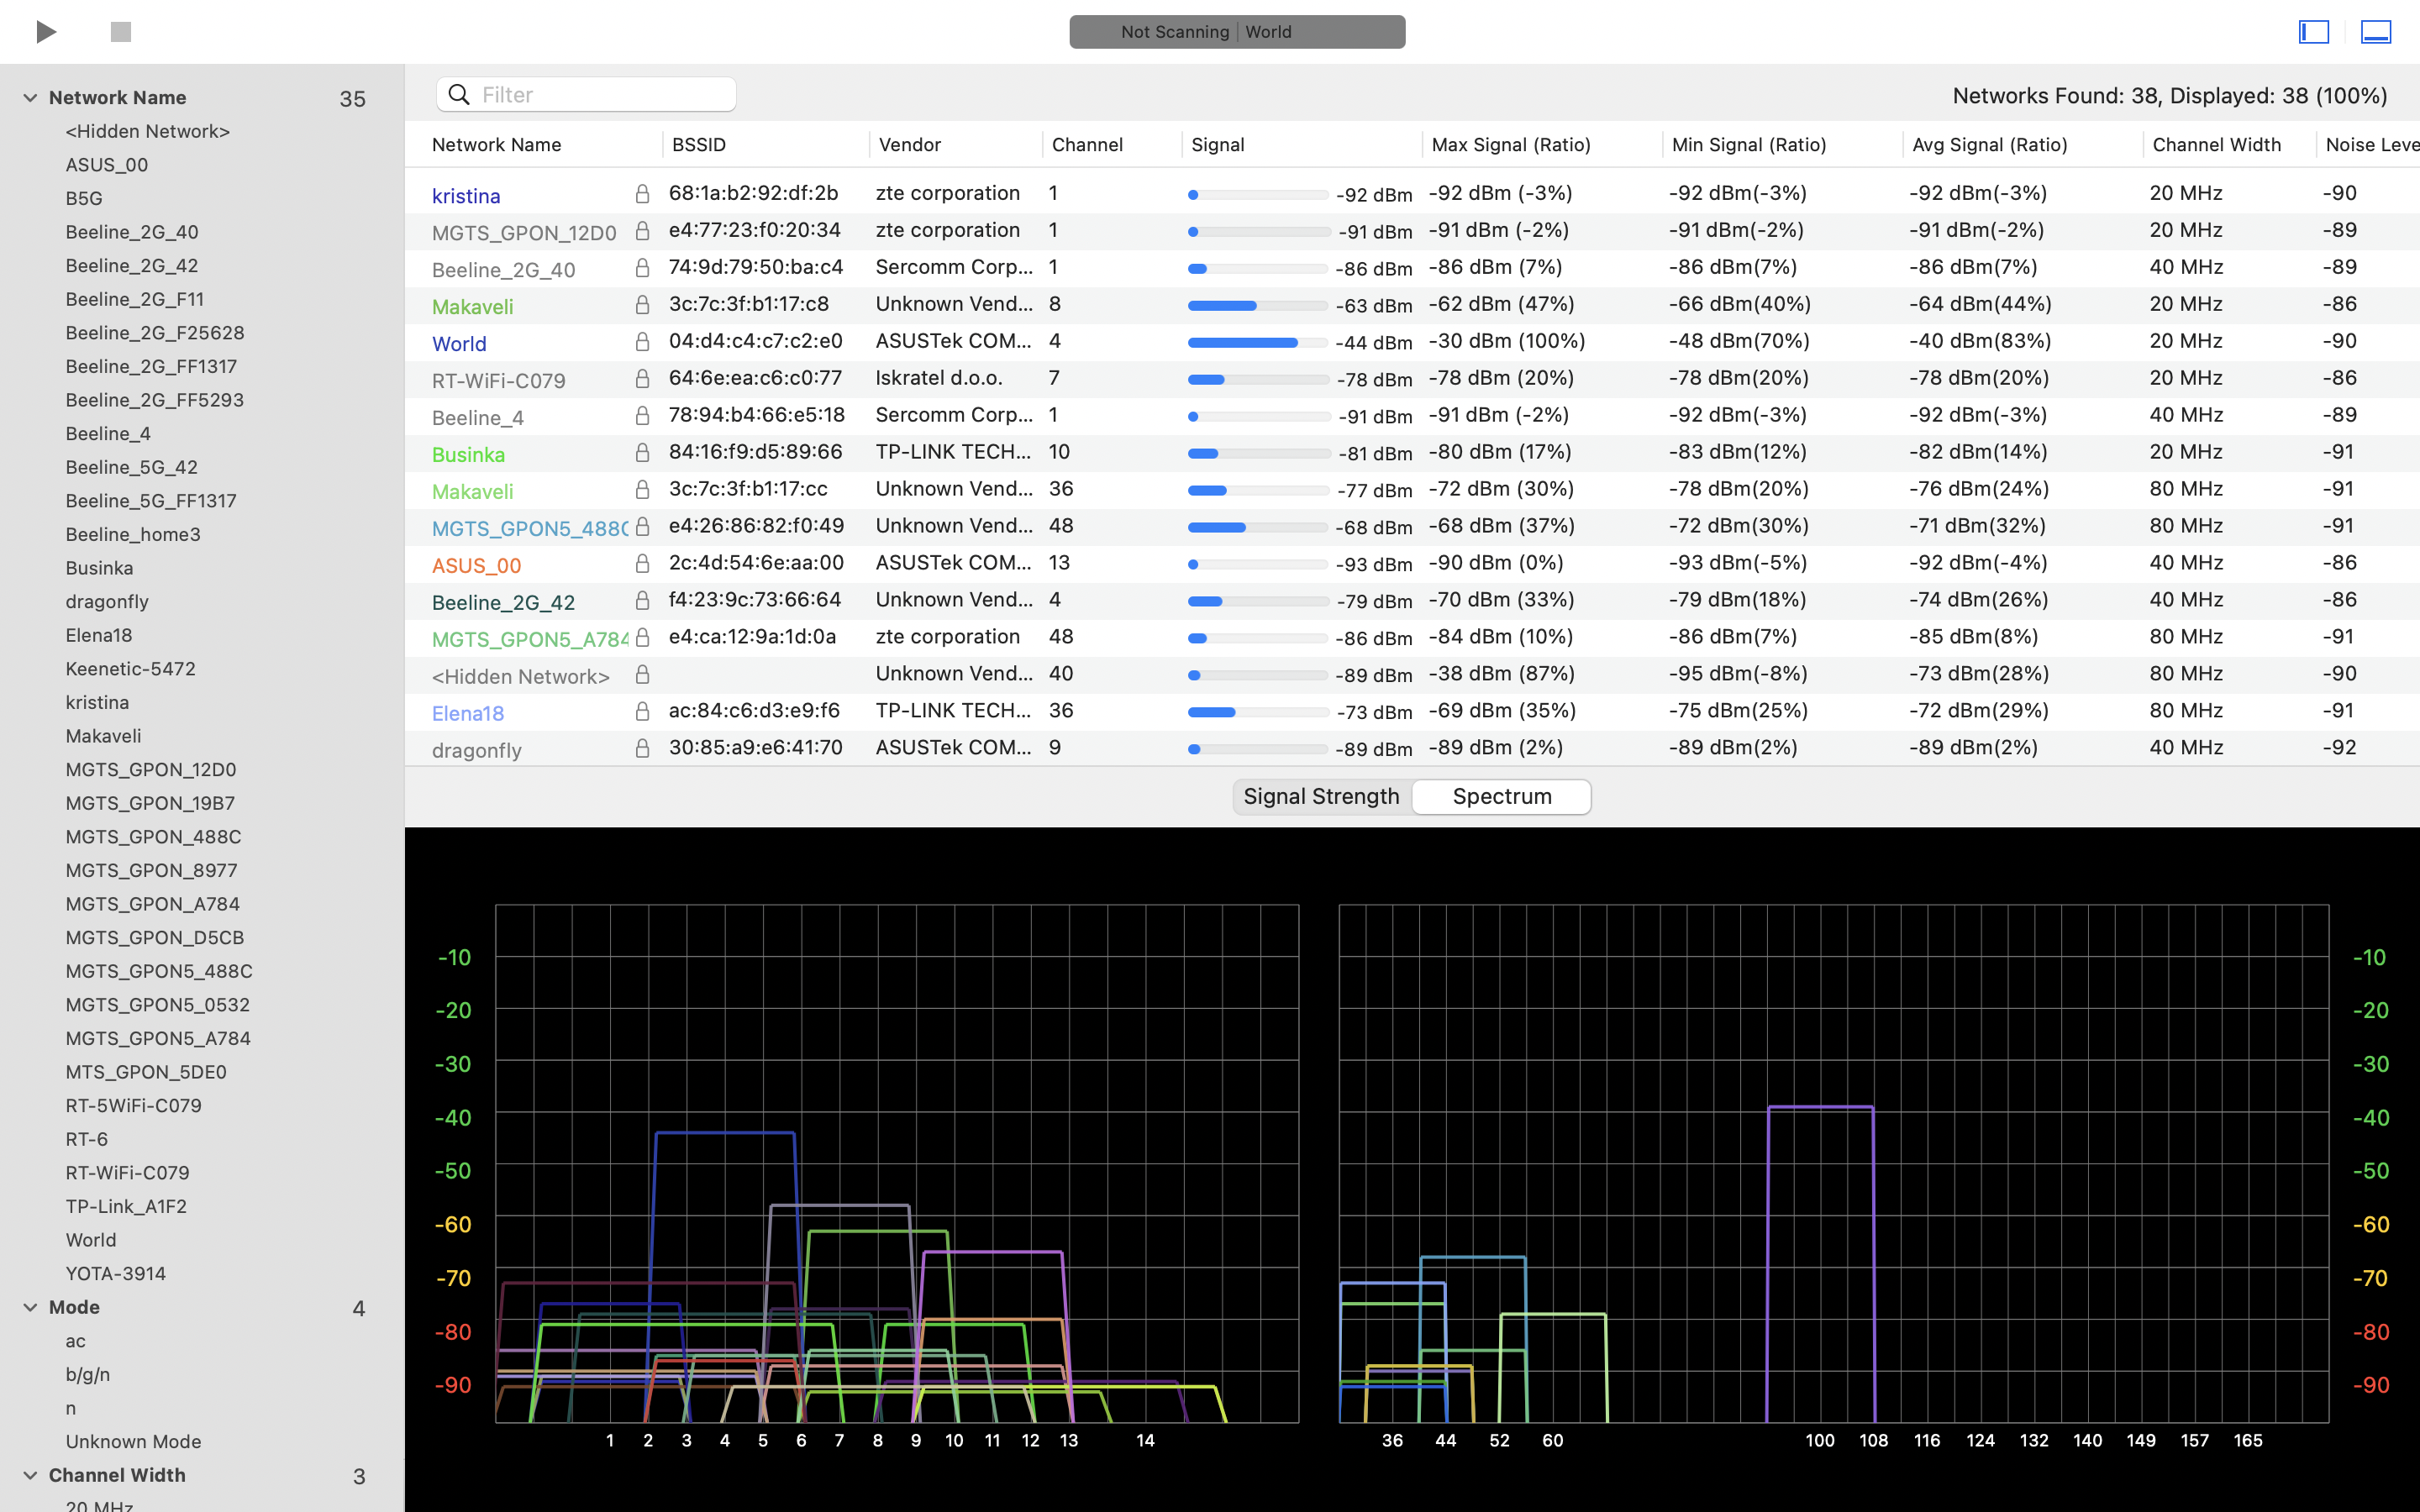 Not Scanning | World
Network Name 35
<Hidden Network>
ASUS_00
B5G
Beeline_2G_40
Beeline_2G_42
Beeline_2G_F11
Beeline_2G_F25628
Beeline_2G_FF1317
Beeline_2G_FF5293
Beeline_4
Beeline_5G_42
Beeline_5G_FF1317
Beeline_home3
Businka
dragonfly
Elena18
Keenetic-5472
kristina
Makaveli
MGTS_GPON_12D0
MGTS_GPON_19B7
MGTS_GPON_488C
MGTS_GPON_8977
MGTS_GPON_A784
MGTS_GPON_D5CB
MGTS_GPON5_488C
MGTS_GPON5_0532
MGTS_GPON5_A784
MTS_GPON_5DE0
RT-5WiFi-C079
RT-6
RT-WiFi-C079
TP-Link_A1F2
World
YOTA-3914
Mode 4
ac
b/g/n
n
Unknown Mode
Channel Width 3
20 MHz
Filter
Networks Found: 38, Displayed: 38 (100%)
Network Name BSSID Vendor Channel Signal Max Signal (Ratio) Min Signal (Ratio) Avg Signal (Ratio) Channel Width Noise Leve
kristina 68:1a:b2:92:df:2b zte corporation 1 -92 dBm -92 dBm (-3%) -92 dBm(-3%) -92 dBm(-3%) 20 MHz -90
MGTS_GPON_12D0 e4:77:23:f0:20:34 zte corporation 1 -91 dBm -91 dBm (-2%) -91 dBm(-2%) -91 dBm(-2%) 20 MHz -89
Beeline_2G_40 74:9d:79:50:ba:c4 Sercomm Corp... 1 -86 dBm -86 dBm (7%) -86 dBm(7%) -86 dBm(7%) 40 MHz -89
Makaveli 3c:7c:3f:b1:17:c8 Unknown Vend... 8 -63 dBm -62 dBm (47%) -66 dBm(40%) -64 dBm(44%) 20 MHz -86
World 04:d4:c4:c7:c2:e0 ASUSTek COM... 4 -44 dBm -30 dBm (100%) -48 dBm(70%) -40 dBm(83%) 20 MHz -90
RT-WiFi-C079 64:6e:ea:c6:c0:77 Iskratel d.o.o. 7 -78 dBm -78 dBm (20%) -78 dBm(20%) -78 dBm(20%) 20 MHz -86
Beeline_4 78:94:b4:66:e5:18 Sercomm Corp... 1 -91 dBm -91 dBm (-2%) -92 dBm(-3%) -92 dBm(-3%) 40 MHz -89
Businka 84:16:f9:d5:89:66 TP-LINK TECH... 10 -81 dBm -80 dBm (17%) -83 dBm(12%) -82 dBm(14%) 20 MHz -91
Makaveli 3c:7c:3f:b1:17:cc Unknown Vend... 36 -77 dBm -72 dBm (30%) -78 dBm(20%) -76 dBm(24%) 80 MHz -91
MGTS_GPON5_488C e4:26:86:82:f0:49 Unknown Vend... 48 -68 dBm -68 dBm (37%) -72 dBm(30%) -71 dBm(32%) 80 MHz -91
ASUS_00 2c:4d:54:6e:aa:00 ASUSTek COM... 13 -93 dBm -90 dBm (0%) -93 dBm(-5%) -92 dBm(-4%) 40 MHz -86
Beeline_2G_42 f4:23:9c:73:66:64 Unknown Vend... 4 -79 dBm -70 dBm (33%) -79 dBm(18%) -74 dBm(26%) 40 MHz -86
MGTS_GPON5_A784 e4:ca:12:9a:1d:0a zte corporation 48 -86 dBm -84 dBm (10%) -86 dBm(7%) -85 dBm(8%) 80 MHz -91
<Hidden Network> Unknown Vend... 40 -89 dBm -38 dBm (87%) -95 dBm(-8%) -73 dBm(28%) 80 MHz -90
Elena18 ac:84:c6:d3:e9:f6 TP-LINK TECH... 36 -73 dBm -69 dBm (35%) -75 dBm(25%) -72 dBm(29%) 80 MHz -91
dragonfly 30:85:a9:e6:41:70 ASUSTek COM... 9 -89 dBm -89 dBm (2%) -89 dBm(2%) -89 dBm(2%) 40 MHz -92
Signal Strength Spectrum
-10 -10
-20 -20
-30 -30
-40 -40
-50 -50
-60 -60
-70 -70
-80 -80
-90 -90
1 2 3 4 5 6 7 8 9 10 11 12 13 14 36 44 52 60 100 108 116 124 132 140 149 157 165